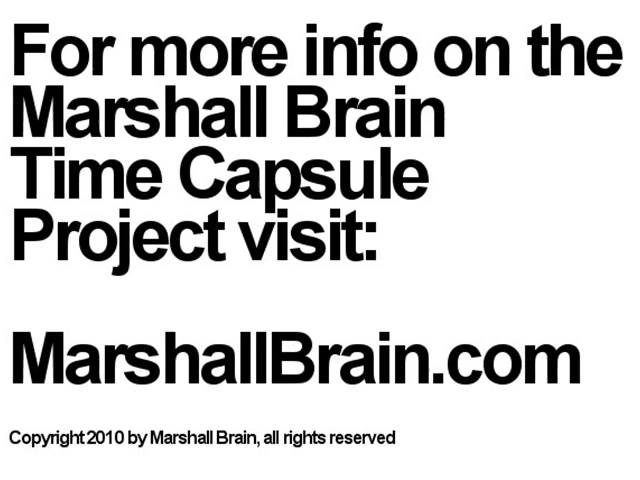 For more info on the
Marshall Brain
Time Capsule
Project visit:
MarshallBrain.com
Copyright 2010 by Marshall Brain, all rights reserved